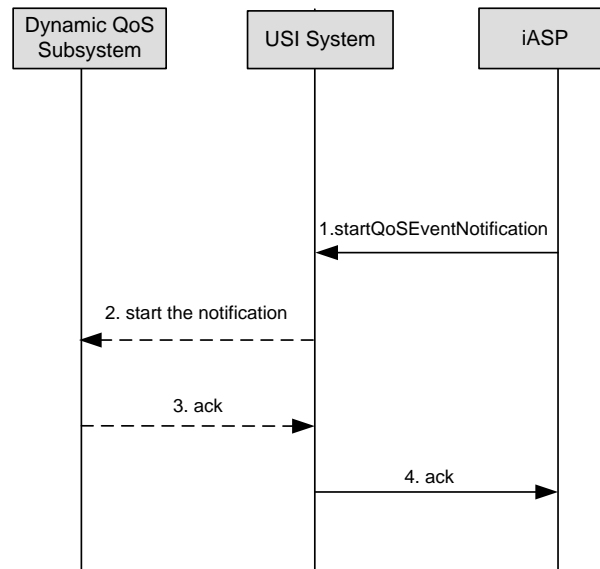 Dynamic QoS
Subsystem
USI System
iASP
1.startQoSEventNotification
2. start the notification
3. ack
4. ack